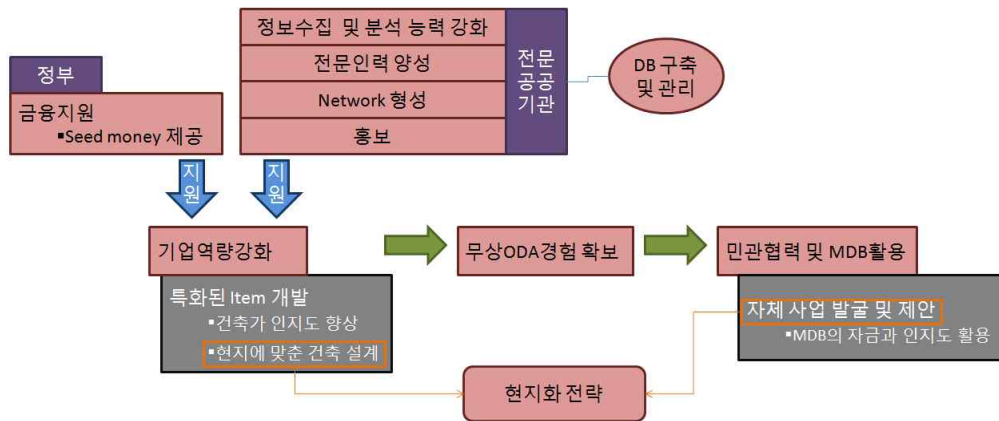 정보수집 및 분석 능력 강화
전문인력 양성
Network 형성
홍보
전문
공공
기관
DB 구축
및 관리
정부
금융지원
▪Seed money 제공
지
원
지
원
기업역량강화
무상ODA경험 확보
민관협력 및 MDB활용
특화된 Item 개발
▪건축가 인지도 향상
▪현지에 맞춘 건축 설계
자체 사업 발굴 및 제안
▪MDB의 자금과 인지도 활용
현지화 전략